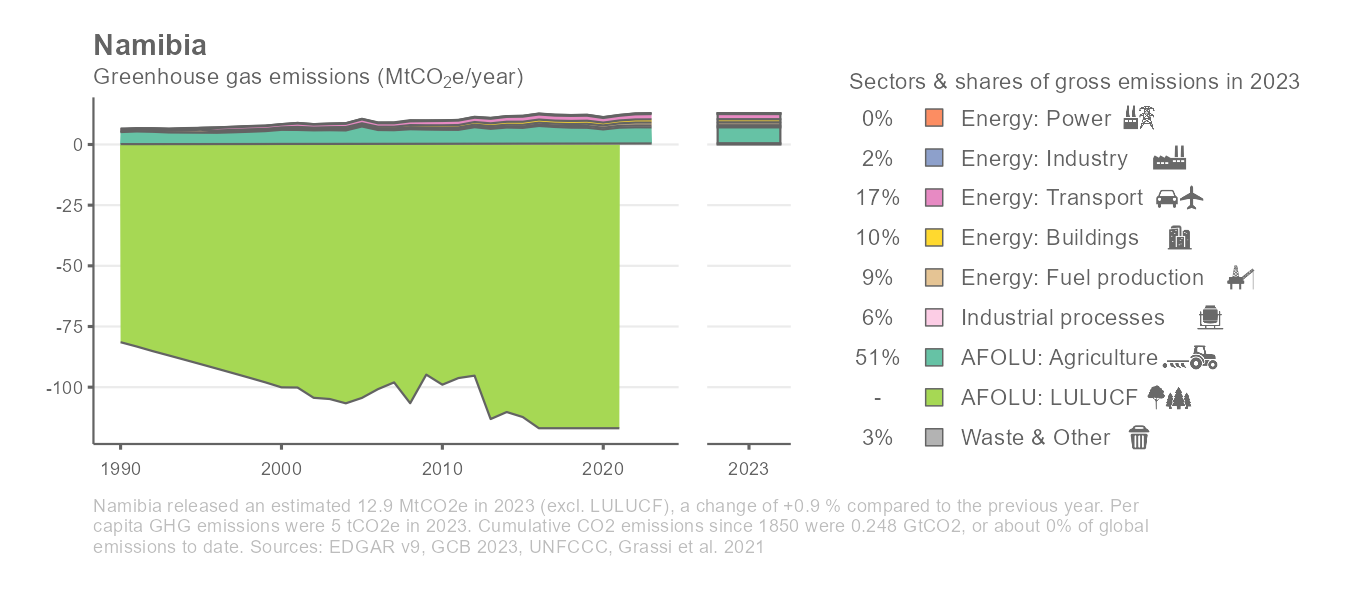 Namibia
Greenhouse gas emissions (MtCO₂e/year)
0
-25
-50
-75
-100
1990
2000
2010
2020
2023
Sectors & shares of gross emissions in 2023
0% Energy: Power
2% Energy: Industry
17% Energy: Transport
10% Energy: Buildings
9% Energy: Fuel production
6% Industrial processes
51% AFOLU: Agriculture
- AFOLU: LULUCF
3% Waste & Other
Namibia released an estimated 12.9 MtCO2e in 2023 (excl. LULUCF), a change of +0.9 % compared to the previous year. Per
capita GHG emissions were 5 tCO2e in 2023. Cumulative CO2 emissions since 1850 were 0.248 GtCO2, or about 0% of global
emissions to date. Sources: EDGAR v9, GCB 2023, UNFCCC, Grassi et al. 2021